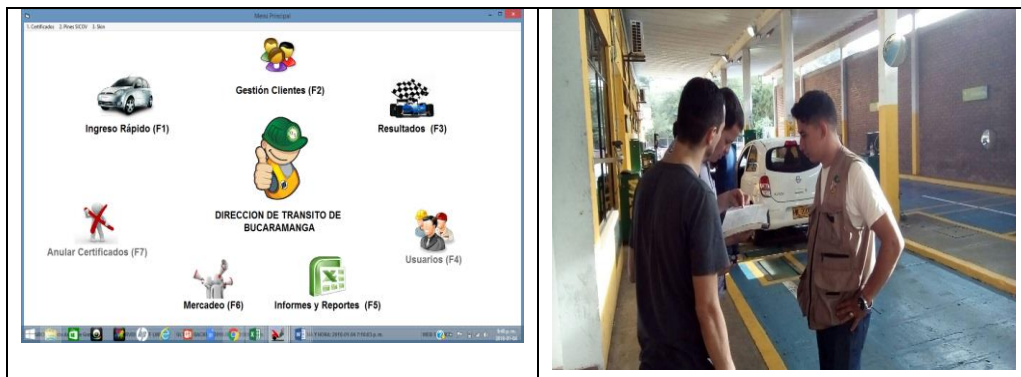 Menú Principal
1. Certificados 2. Pines SICOV 3. Skin
Gestión Clientes (F2)
Ingreso Rápido (F1)
Resultados (F3)
DIRECCION DE TRANSITO DE
BUCARAMANGA
Anular Certificados (F7)
Usuarios (F4)
Mercadeo (F6)
Informes y Reportes (F5)